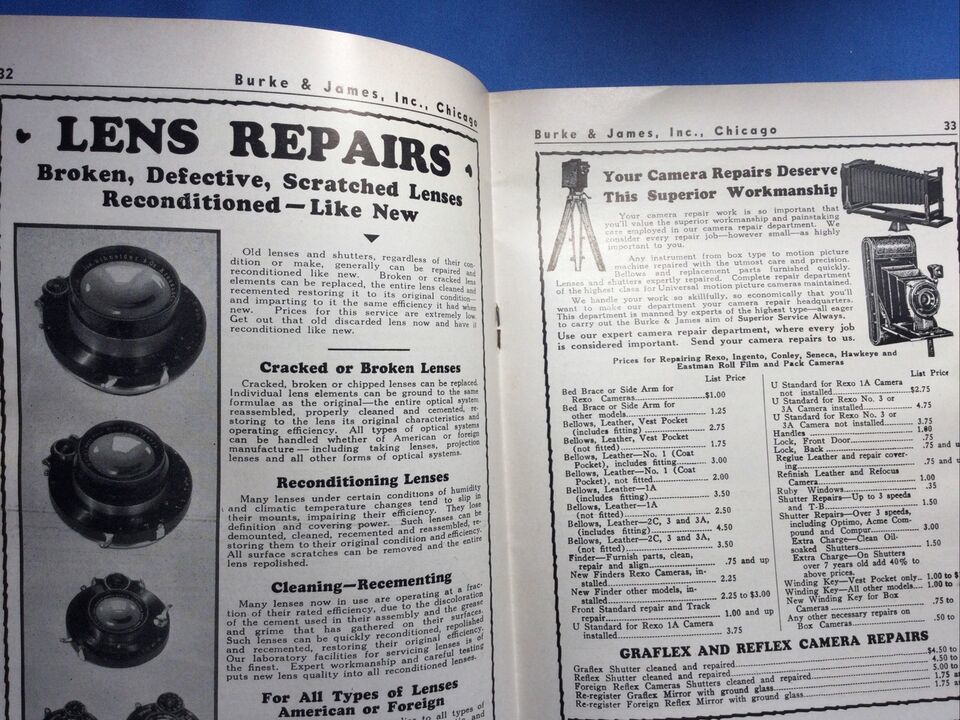 32
Burke & James, Inc., Chicago
LENS REPAIRS
Broken, Defective, Scratched Lenses
Reconditioned—Like New
Old lenses and shutters, regardless of their con-
dition or make, generally can be repaired and
reconditioned like new. Broken or cracked lens
elements can be replaced, the entire lens cleaned and
recemented restoring it to its original condition—
and imparting to it the same efficiency it had when
new. Prices for this service are extremely low.
Get out that old discarded lens now and have it
reconditioned like new.
Cracked or Broken Lenses
Cracked, broken or chipped lenses can be replaced.
Individual lens elements can be ground to the same
formulae as the original—the entire optical system
reassembled, properly cleaned and cemented, re-
storing to the lens its original characteristics and
operating efficiency. All types of optical systems
can be handled whether of American or foreign
manufacture—including taking lenses, projection
lenses and all other forms of optical systems.
Reconditioning Lenses
Many lenses under certain conditions of humidity
and climatic temperature changes tend to slip in
their mounts, impairing their efficiency. They lose
definition and covering power. Such lenses can be
demounted, cleaned, recemented and reassembled, re-
storing them to their original condition and efficiency.
All surface scratches can be removed and the entire
lens repolished.
Cleaning—Recementing
Many lenses now in use are operating at a frac-
tion of their rated efficiency, due to the discoloration
of the cement used in their assembly and the grease
and grime that has gathered on their surfaces.
Such lenses can be quickly reconditioned, repolished
and recemented, restoring their original efficiency.
Our laboratory facilities for servicing lenses is of
the finest. Expert workmanship and careful testing
puts new quality into all reconditioned lenses.
For All Types of Lenses
American or Foreign
to all types of
Burke & James, Inc., Chicago
33
Your Camera Repairs Deserve
This Superior Workmanship
Your camera repair work is so important that
you'll value the superior workmanship and painstaking
care employed in our camera repair department. We
consider every repair job—however small—as highly
important to you.
Any instrument from box type to motion picture
machine repaired with the utmost care and precision.
Bellows and replacement parts furnished quickly.
Lenses and shutters expertly repaired. Complete repair department
of the highest class for Universal motion picture cameras maintained.
We handle your work so skillfully, so economically that you'll
want to make our department your camera repair headquarters.
This department is manned by experts of the highest type—all eager
to carry out the Burke & James aim of Superior Service Always.
Use our expert camera repair department, where every job
is considered important. Send your camera repairs to us.
Prices for Repairing Rexo, Ingento, Conley, Seneca, Hawkeye and
Eastman Roll Film and Pack Cameras
List Price
Bed Brace or Side Arm for
Rexo Cameras $1.00
Bed Brace or Side Arm for
other models 1.25
Bellows, Leather, Vest Pocket
(includes fitting) 2.75
Bellows, Leather, Vest Pocket
(not fitted) 1.75
Bellows, Leather—No. 1 (Coat
Pocket), includes fitting 3.00
Bellows, Leather—No. 1 (Coat
Pocket), not fitted 2.00
Bellows, Leather—1A
(includes fitting) 3.50
Bellows, Leather—1A
(not fitted) 2.50
Bellows, Leather—2C, 3 and 3A,
(includes fitting) 4.50
Bellows, Leather—2C, 3 and 3A,
(not fitted) 3.50
Finder—Furnish parts, clean,
repair and align .75 and up
New Finders Rexo Cameras, in-
stalled 2.25
New Finder other models, in-
stalled 2.25 to $3.00
Front Standard repair and Track
repair 1.00 and up
U Standard for Rexo 1A Camera
installed 3.75
List Price
U Standard for Rexo 1A Camera
not installed $2.75
U Standard for Rexo No. 3 or
3A Camera installed 4.75
U Standard for Rexo No. 3 or
3A Camera not installed 3.75
Handles 1.00
Lock, Front Door .75
Lock, Back .75 and u
Reglue Leather and repair cover-
ing .75 and u
Refinish Leather and Refocus
Camera 1.00
Ruby Windows .35
Shutter Repairs—Up to 3 speeds
and T-B 1.50
Shutter Repairs—Over 3 speeds,
including Optimo, Acme Com-
pound and Compur 3.00
Extra Charge—Clean Oil-
soaked Shutters 1.50
Extra Charge—On Shutters
over 7 years old add 40% to
above prices.
Winding Key—Vest Pocket only 1.00 to $
Winding Key—All other models 1.00 to
New Winding Key for Box
Cameras .75 to
Any other necessary repairs on
Box Cameras .50 to
GRAFLEX AND REFLEX CAMERA REPAIRS
Graflex Shutter cleaned and repaired $4.50 to
Reflex Shutter cleaned and repaired 4.50 to
Foreign Reflex Cameras Shutters cleaned and repaired 5.00 to
Re-register Graflex Mirror with ground glass 1.75 a
Re-register Foreign Reflex Mirror with ground glass 1.75 a